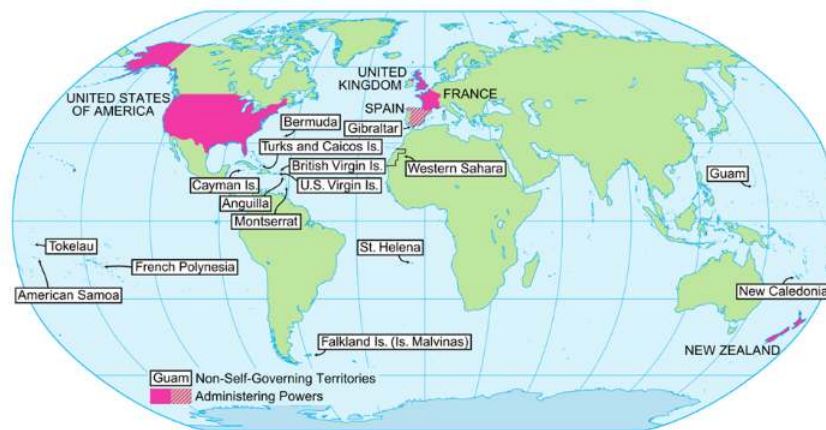 UNITED
KINGDOM
FRANCE
UNITED STATES
OF AMERICA
SPAIN
Bermuda
Gibraltar
Turks and Caicos Is.
British Virgin Is.
Western Sahara
Cayman Is.
U.S. Virgin Is.
Guam
Anguilla
Montserrat
Tokelau
St. Helena
French Polynesia
American Samoa
New Caledonia
Falkland Is. (Is. Malvinas)
NEW ZEALAND
Guam Non-Self-Governing Territories
Administering Powers